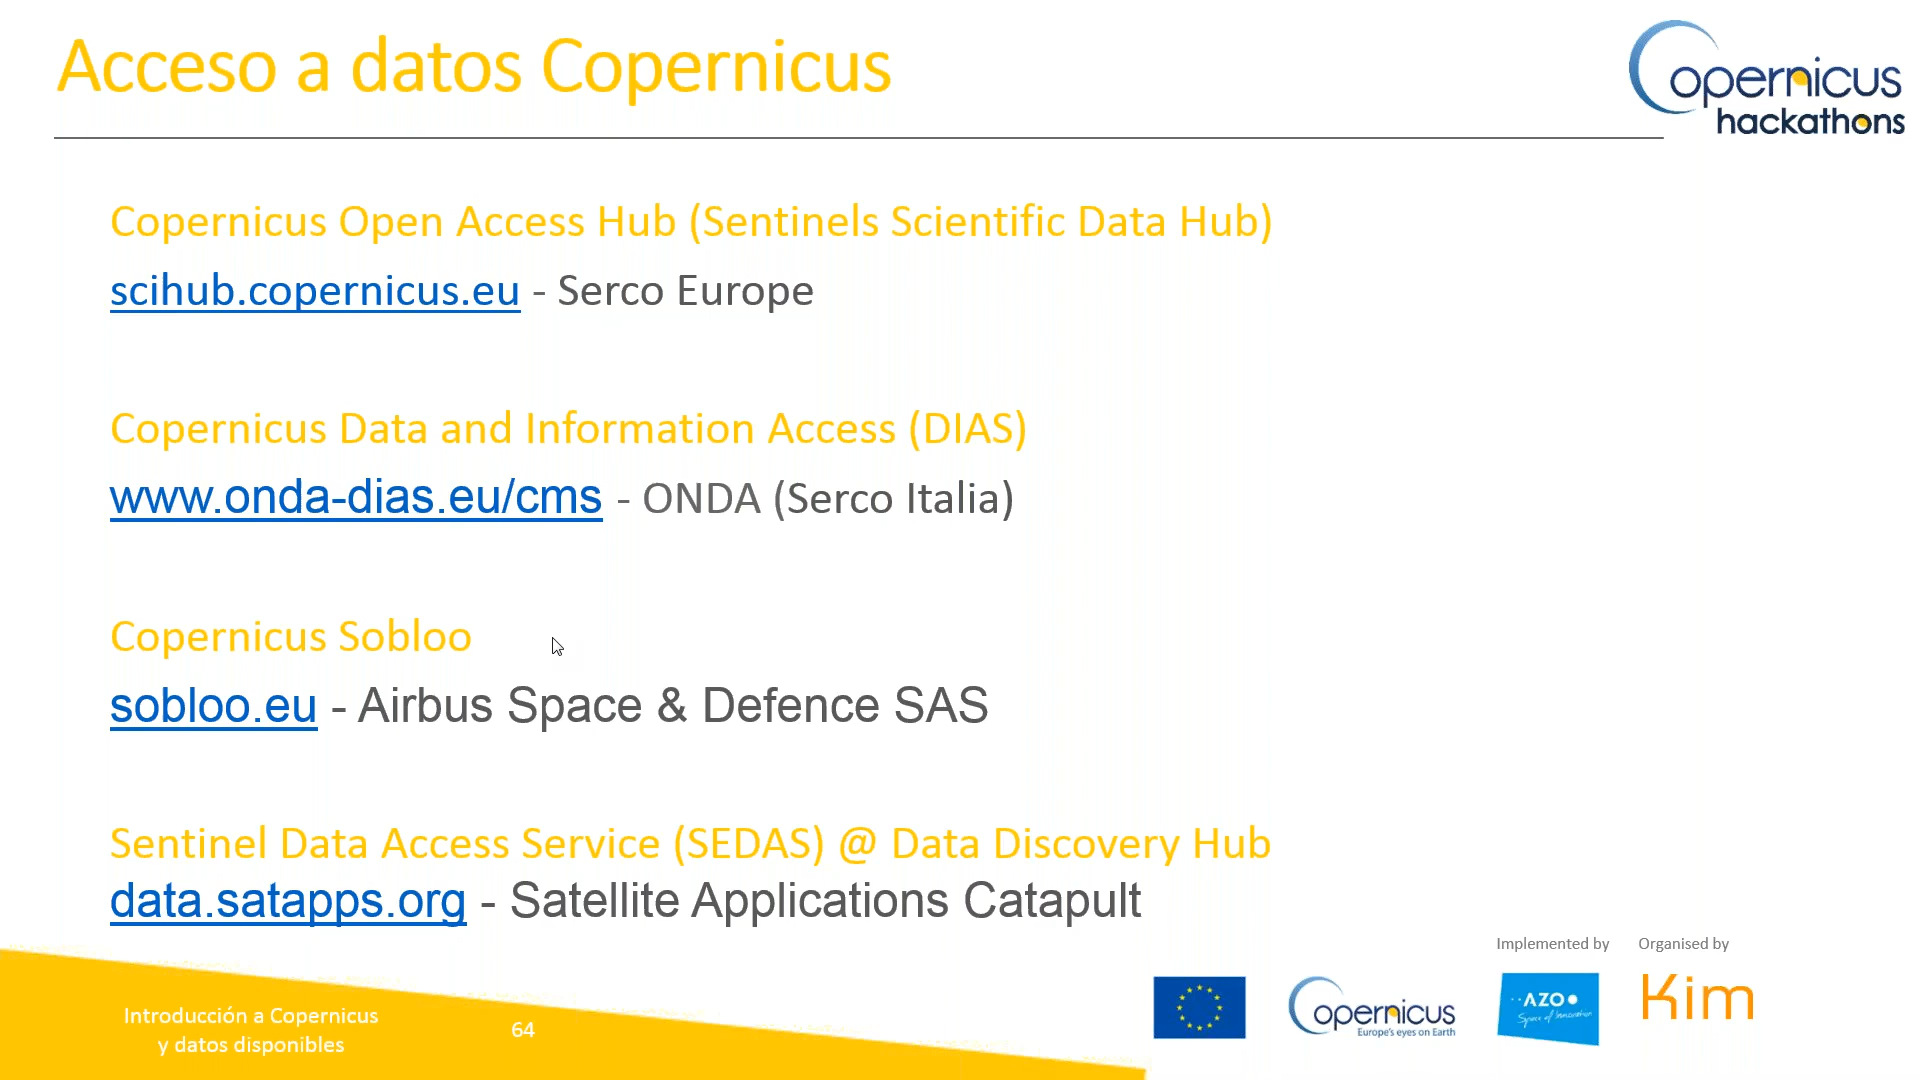 Acceso a datos Copernicus
Copernicus
hackathons
Copernicus Open Access Hub (Sentinels Scientific Data Hub)
scihub.copernicus.eu - Serco Europe
Copernicus Data and Information Access (DIAS)
www.onda-dias.eu/cms - ONDA (Serco Italia)
Copernicus Sobloo
sobloo.eu - Airbus Space & Defence SAS
Sentinel Data Access Service (SEDAS) @ Data Discovery Hub
data.satapps.org - Satellite Applications Catapult
Implemented by
Organised by
Introducción a Copernicus
y datos disponibles
64
Copernicus
Europe's eyes on Earth
AZO
Space of Innovation
Kim